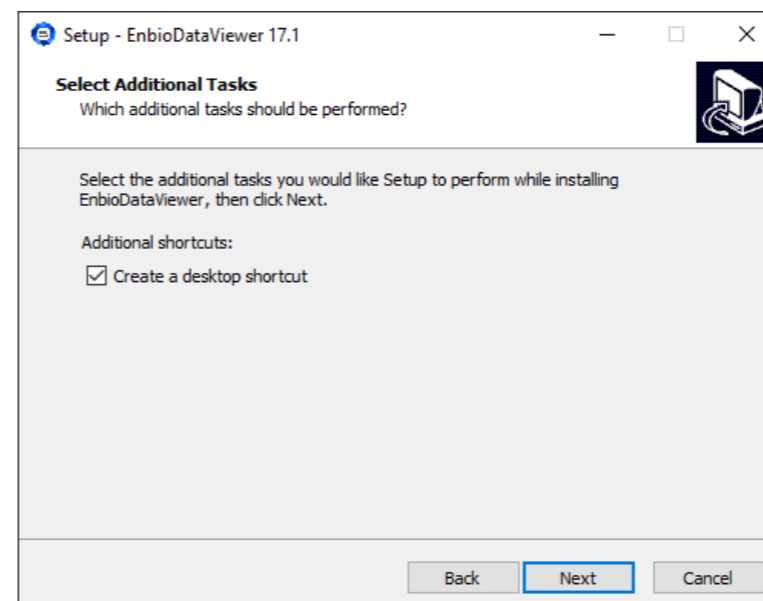 Setup - EnbioDataViewer 17.1
Select Additional Tasks
Which additional tasks should be performed?
Select the additional tasks you would like Setup to perform while installing
EnbioDataViewer, then click Next.
Additional shortcuts:
Create a desktop shortcut
Back Next Cancel